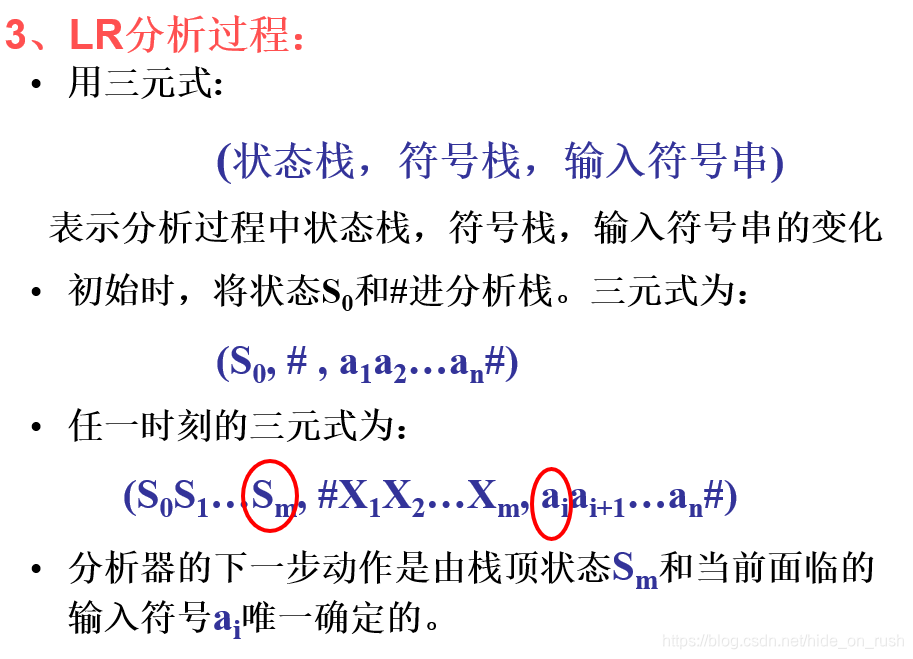 3、LR分析过程：
• 用三元式:
(状态栈，符号栈，输入符号串)
表示分析过程中状态栈，符号栈，输入符号串的变化
• 初始时，将状态S₀和#进分析栈。三元式为：
(S₀, # , a₁a₂…aₙ#)
• 任一时刻的三元式为：
(S₀S₁…Sₘ, #X₁X₂…Xₘ, aᵢaᵢ₊₁…aₙ#)
• 分析器的下一步动作是由栈顶状态Sₘ和当前面临的
输入符号aᵢ唯一确定的。
https://blog.csdn.net/hide_on_rush